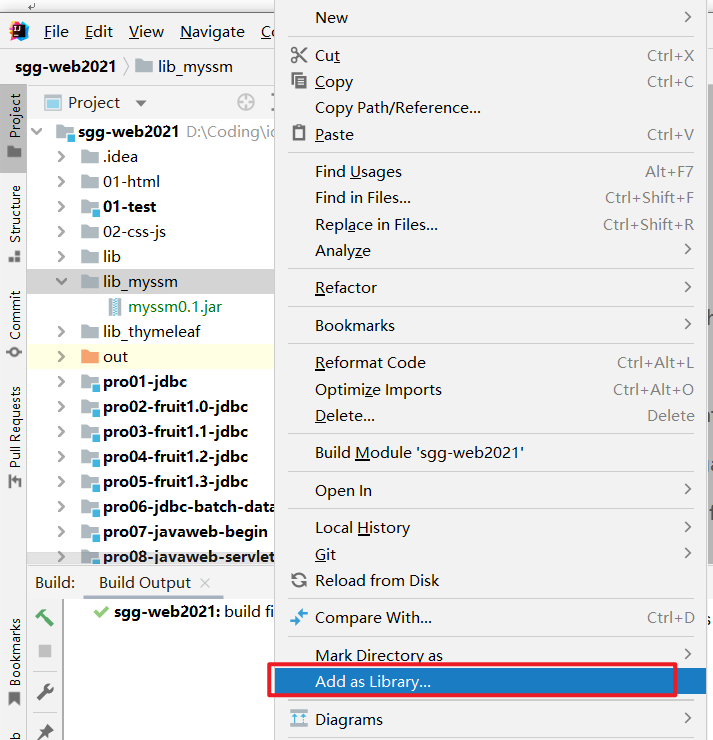 File Edit View Navigate
sgg-web2021 lib_myssm
Project
Project
sgg-web2021 D:\Coding\
.idea
01-html
01-test
02-css-js
lib
lib_myssm
myssm0.1.jar
lib_thymeleaf
out
pro01-jdbc
pro02-fruit1.0-jdbc
pro03-fruit1.1-jdbc
pro04-fruit1.2-jdbc
pro05-fruit1.3-jdbc
pro06-jdbc-batch-data
pro07-javaweb-begin
pro08-javaweb-servlet
Structure
Commit
Pull Requests
Bookmarks
Build: Build Output
sgg-web2021: build fi
New
Cut Ctrl+X
Copy Ctrl+C
Copy Path/Reference...
Paste Ctrl+V
Find Usages Alt+F7
Find in Files... Ctrl+Shift+F
Replace in Files... Ctrl+Shift+R
Analyze
Refactor
Bookmarks
Reformat Code Ctrl+Alt+L
Optimize Imports Ctrl+Alt+O
Delete... Delete
Build Module 'sgg-web2021'
Open In
Local History
Git
Reload from Disk
Compare With... Ctrl+D
Mark Directory as
Add as Library...
Diagrams